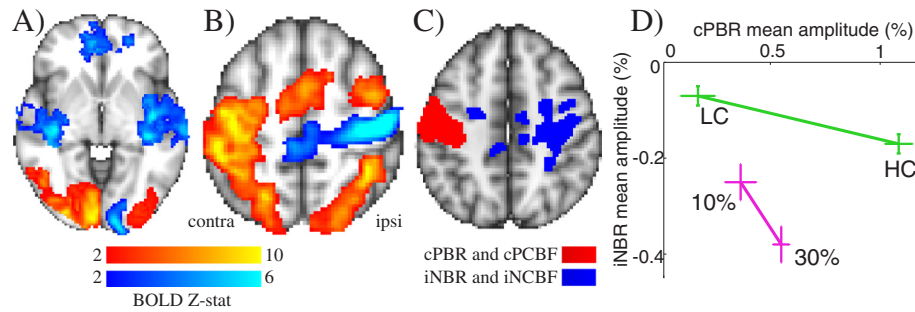 A)
B)
C)
D)
contra
ipsi
2
10
2
6
BOLD Z-stat
cPBR and cPCBF
iNBR and iNCBF
cPBR mean amplitude (%)
0
0.5
1
0
-0.2
-0.4
iNBR mean amplitude (%)
LC
HC
10%
30%